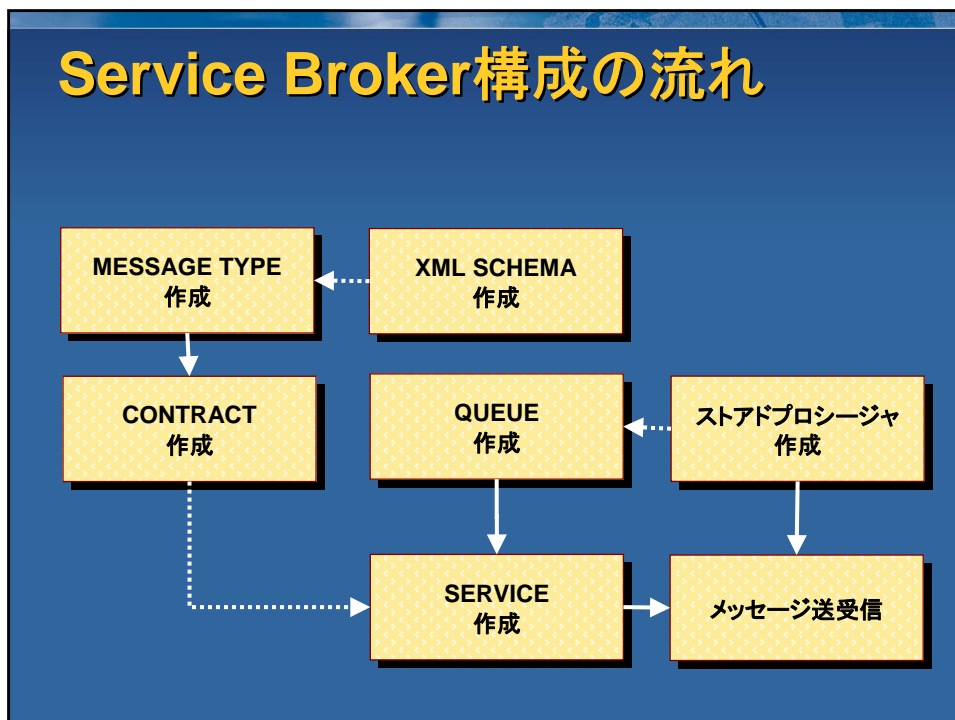 Service Broker構成の流れ
MESSAGE TYPE
作成
XML SCHEMA
作成
CONTRACT
作成
QUEUE
作成
ストアドプロシージャ
作成
SERVICE
作成
メッセージ送受信